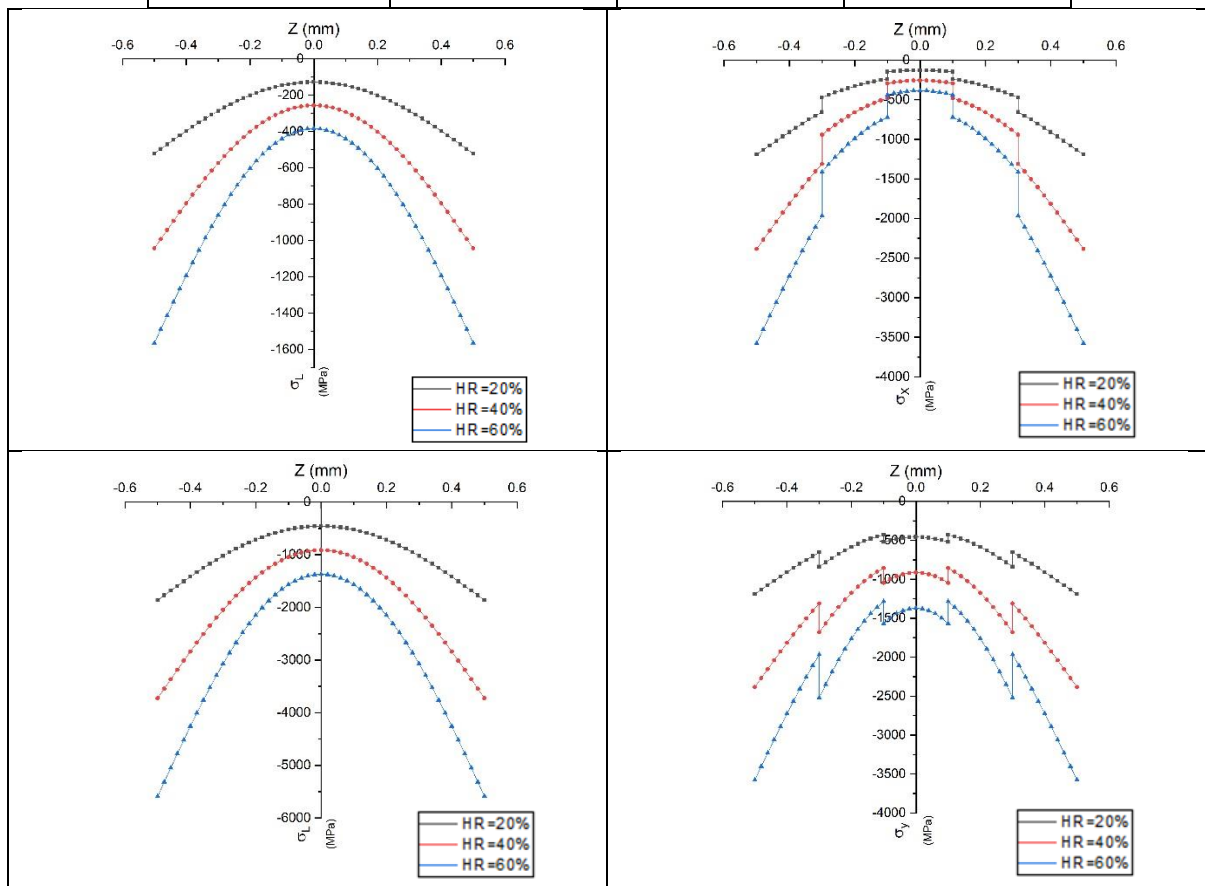 Z (mm)
-0.6 -0.4 -0.2 0.0 0.2 0.4 0.6
0
-200
-400
-600
-800
-1000
-1200
-1400
-1600
σL
(MPa)
HR=20%
HR=40%
HR=60%
Z (mm)
-0.6 -0.4 -0.2 0.0 0.2 0.4 0.6
0
-500
-1000
-1500
-2000
-2500
-3000
-3500
-4000
σX
(MPa)
HR=20%
HR=40%
HR=60%
Z (mm)
-0.6 -0.4 -0.2 0.0 0.2 0.4 0.6
0
-1000
-2000
-3000
-4000
-5000
-6000
σL
(MPa)
HR=20%
HR=40%
HR=60%
Z (mm)
-0.6 -0.4 -0.2 0.0 0.2 0.4 0.6
0
-500
-1000
-1500
-2000
-2500
-3000
-3500
-4000
σy
(MPa)
HR=20%
HR=40%
HR=60%